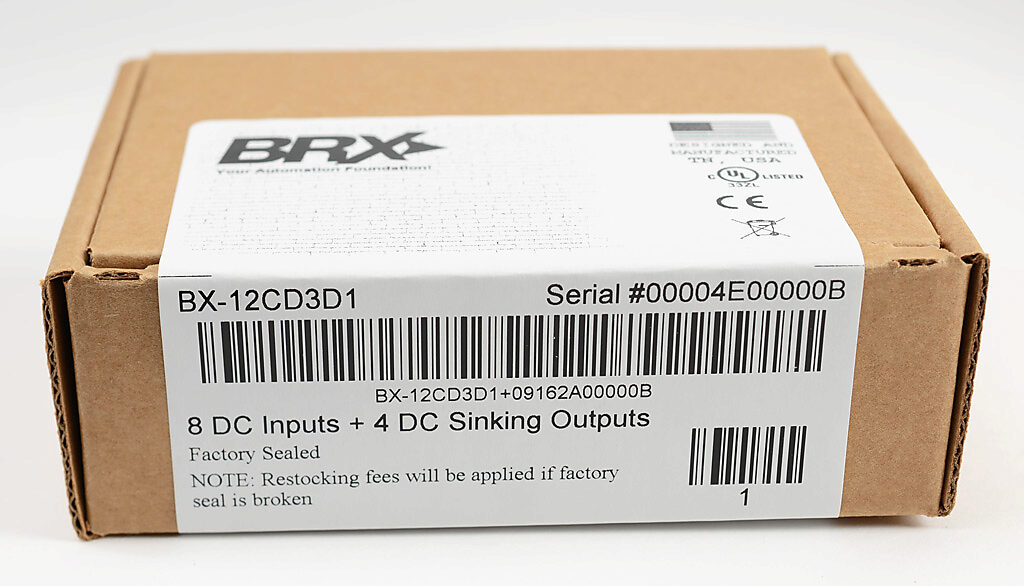 BRX
Your Automation Foundation!
DESIGNED AND
MANUFACTURED
TN, USA
C UL LISTED
33ZL
CE
BX-12CD3D1
Serial #00004E00000B
BX-12CD3D1+09162A00000B
8 DC Inputs + 4 DC Sinking Outputs
Factory Sealed
NOTE: Restocking fees will be applied if factory
seal is broken
1